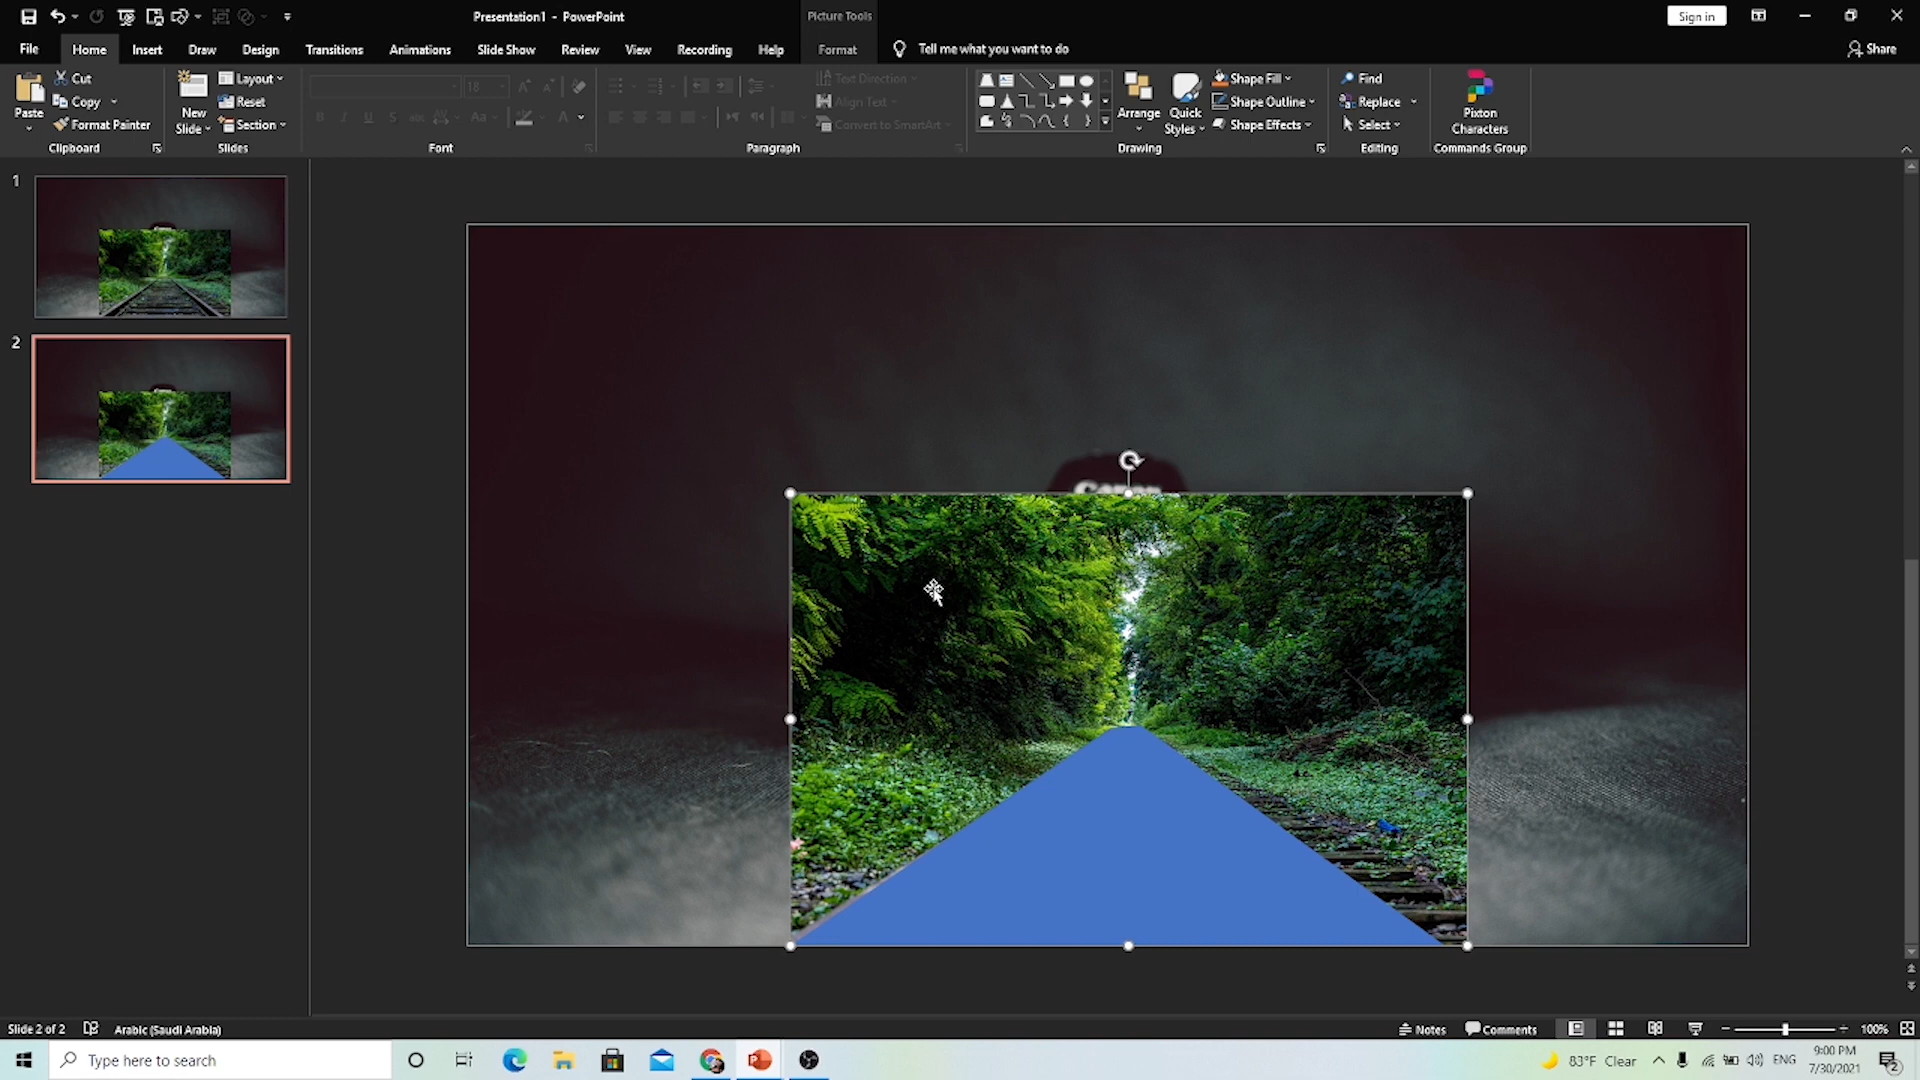 Presentation1 - PowerPoint
Picture Tools
Sign in
File
Home
Insert
Draw
Design
Transitions
Animations
Slide Show
Review
View
Recording
Help
Format
Tell me what you want to do
Share
Paste
Cut
Copy
Format Painter
Clipboard
New
Slide
Layout
Reset
Section
Slides
18
Aa
A
Font
Text Direction
Align Text
Convert to SmartArt
Paragraph
Arrange
Quick
Styles
Shape Fill
Shape Outline
Shape Effects
Drawing
Find
Replace
Select
Editing
Pixton
Characters
Commands Group
1
2
Canon
Slide 2 of 2
Arabic (Saudi Arabia)
Notes
Comments
100%
Type here to search
83°F Clear
ENG
9:00 PM
7/30/2021
2